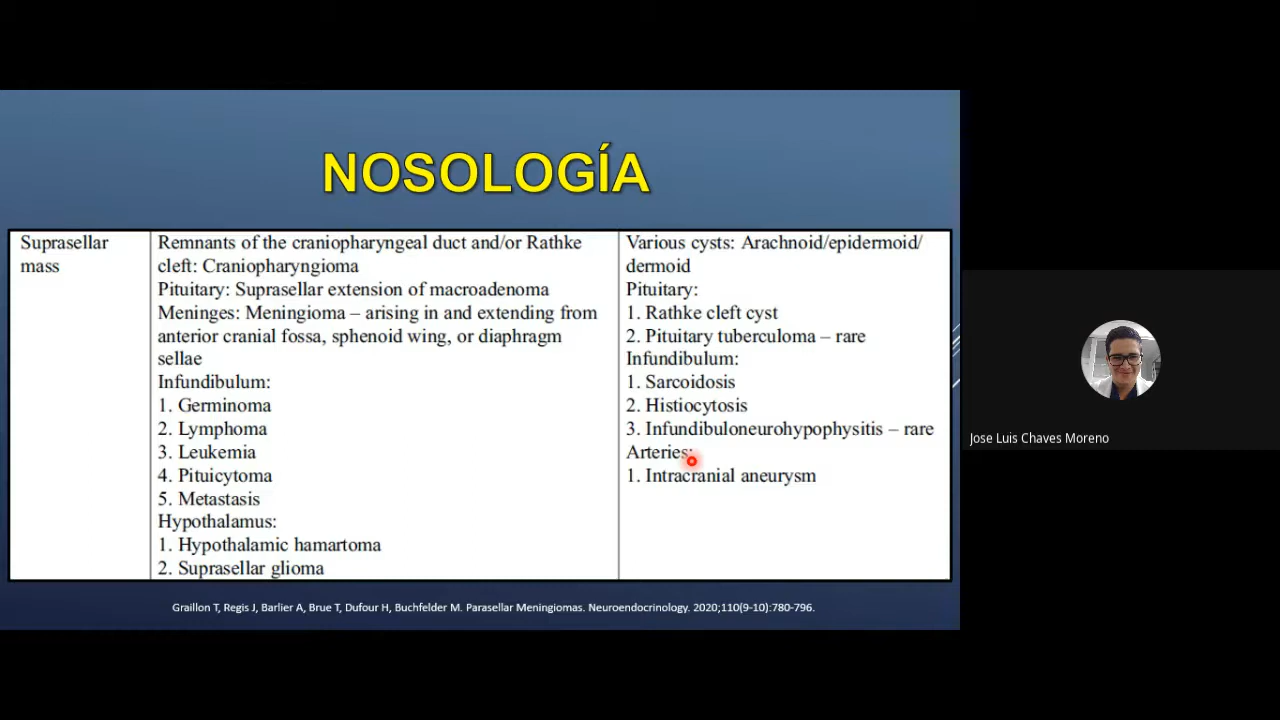 NOSOLOGÍA
Suprasellar
mass
Remnants of the craniopharyngeal duct and/or Rathke
cleft: Craniopharyngioma
Pituitary: Suprasellar extension of macroadenoma
Meninges: Meningioma – arising in and extending from
anterior cranial fossa, sphenoid wing, or diaphragm
sellae
Infundibulum:
1. Germinoma
2. Lymphoma
3. Leukemia
4. Pituicytoma
5. Metastasis
Hypothalamus:
1. Hypothalamic hamartoma
2. Suprasellar glioma
Various cysts: Arachnoid/epidermoid/
dermoid
Pituitary:
1. Rathke cleft cyst
2. Pituitary tuberculoma – rare
Infundibulum:
1. Sarcoidosis
2. Histiocytosis
3. Infundibuloneurohypophysitis – rare
Arteries:
1. Intracranial aneurysm
Graillon T, Regis J, Barlier A, Brue T, Dufour H, Buchfelder M. Parasellar Meningiomas. Neuroendocrinology. 2020;110(9-10):780-796.
Jose Luis Chaves Moreno